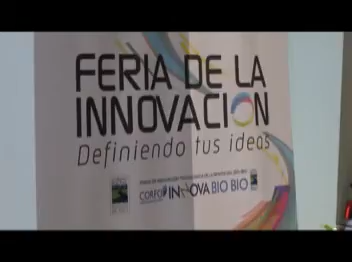 FERIA DE LA
INNOVACION
Definiendo tus ideas
CORFO INNOVA BIO BIO